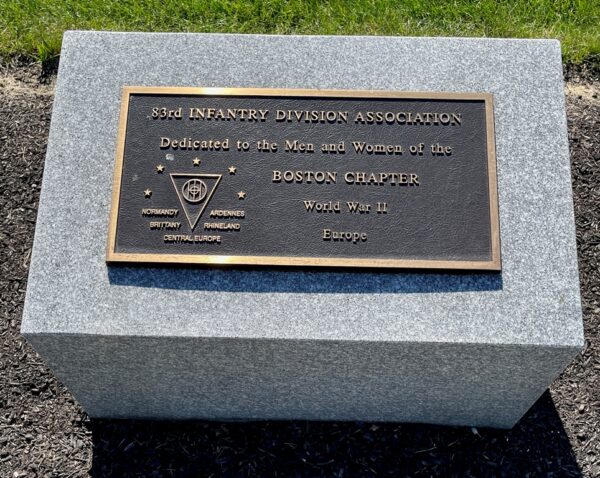 83rd INFANTRY DIVISION ASSOCIATION
Dedicated to the Men and Women of the
BOSTON CHAPTER
World War II
Europe
NORMANDY ARDENNES
BRITTANY RHINELAND
CENTRAL EUROPE